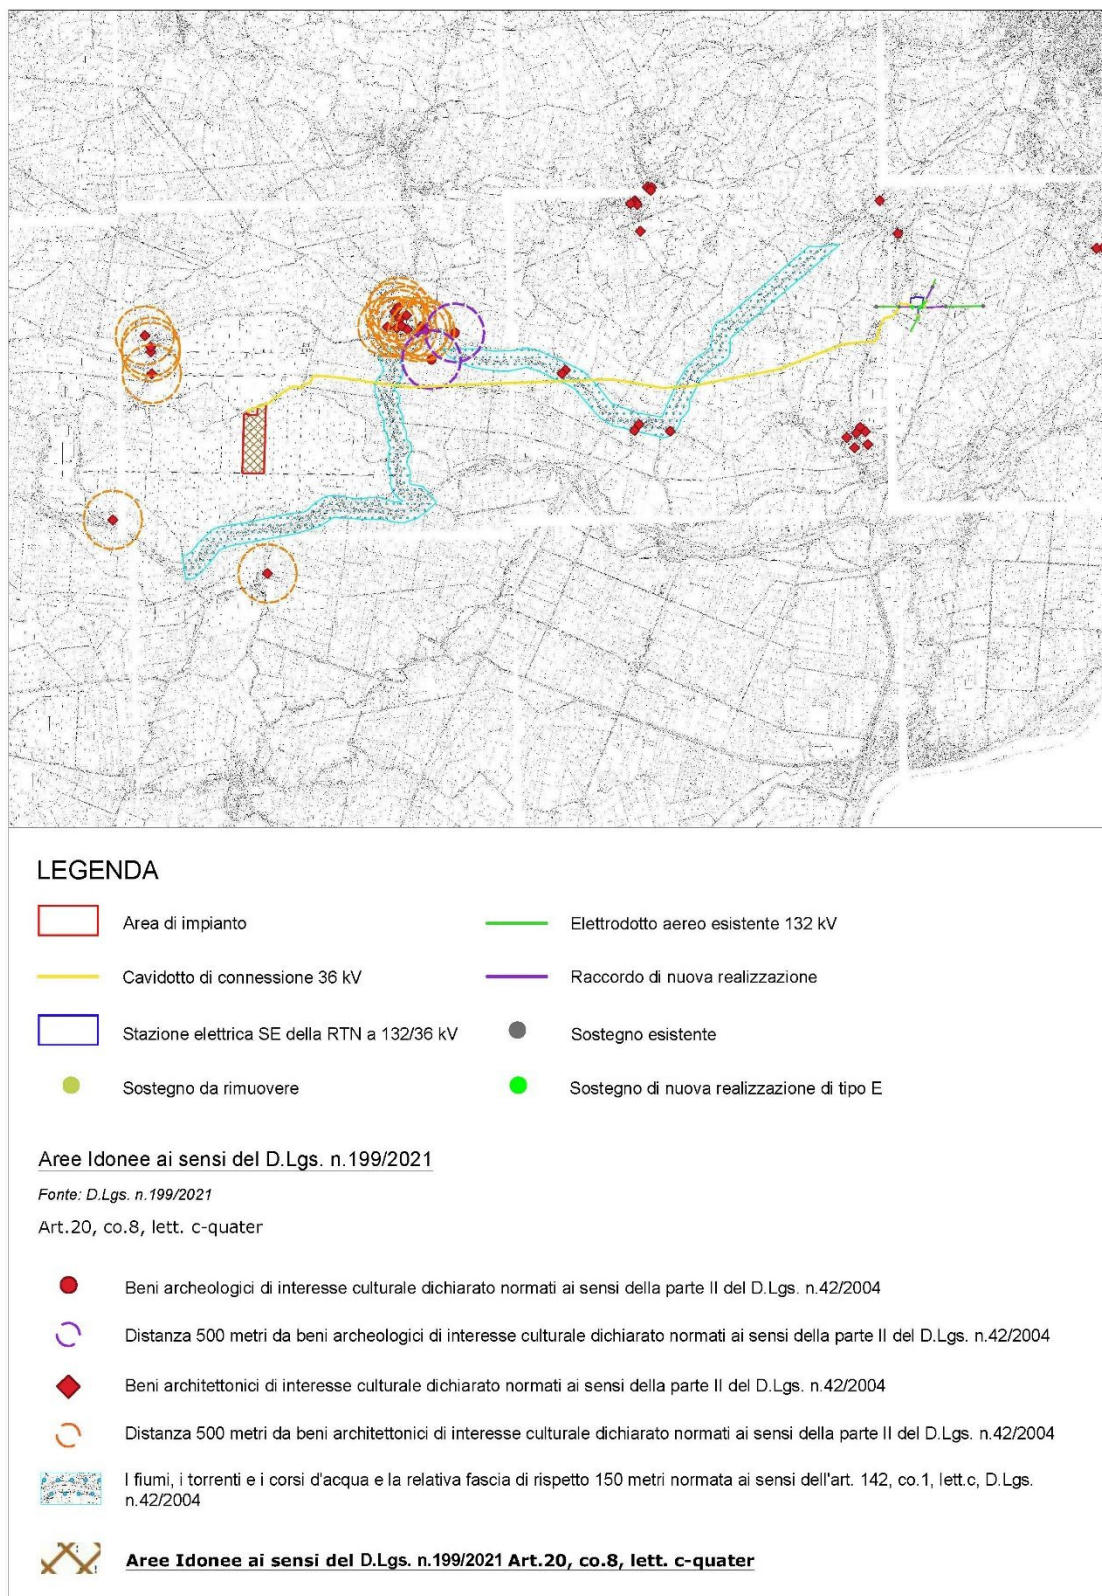 LEGENDA
Area di impianto
Elettrodotto aereo esistente 132 kV
Cavidotto di connessione 36 kV
Raccordo di nuova realizzazione
Stazione elettrica SE della RTN a 132/36 kV
Sostegno esistente
Sostegno da rimuovere
Sostegno di nuova realizzazione di tipo E
Aree Idonee ai sensi del D.Lgs. n.199/2021
Fonte: D.Lgs. n.199/2021
Art.20, co.8, lett. c-quater
Beni archeologici di interesse culturale dichiarato normati ai sensi della parte II del D.Lgs. n.42/2004
Distanza 500 metri da beni archeologici di interesse culturale dichiarato normati ai sensi della parte II del D.Lgs. n.42/2004
Beni architettonici di interesse culturale dichiarato normati ai sensi della parte II del D.Lgs. n.42/2004
Distanza 500 metri da beni architettonici di interesse culturale dichiarato normati ai sensi della parte II del D.Lgs. n.42/2004
I fiumi, i torrenti e i corsi d'acqua e la relativa fascia di rispetto 150 metri normata ai sensi dell'art. 142, co.1, lett.c, D.Lgs.
n.42/2004
Aree Idonee ai sensi del D.Lgs. n.199/2021 Art.20, co.8, lett. c-quater